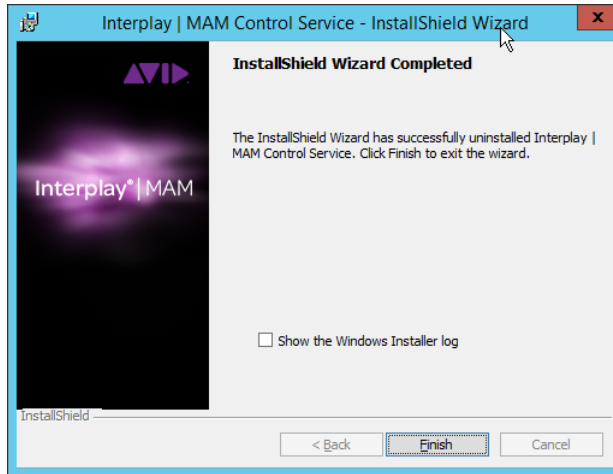 Interplay | MAM Control Service - InstallShield Wizard
x
AVID
InstallShield Wizard Completed
The InstallShield Wizard has successfully uninstalled Interplay |
MAM Control Service. Click Finish to exit the wizard.
Interplay® | MAM
Show the Windows Installer log
InstallShield
< Back
Finish
Cancel